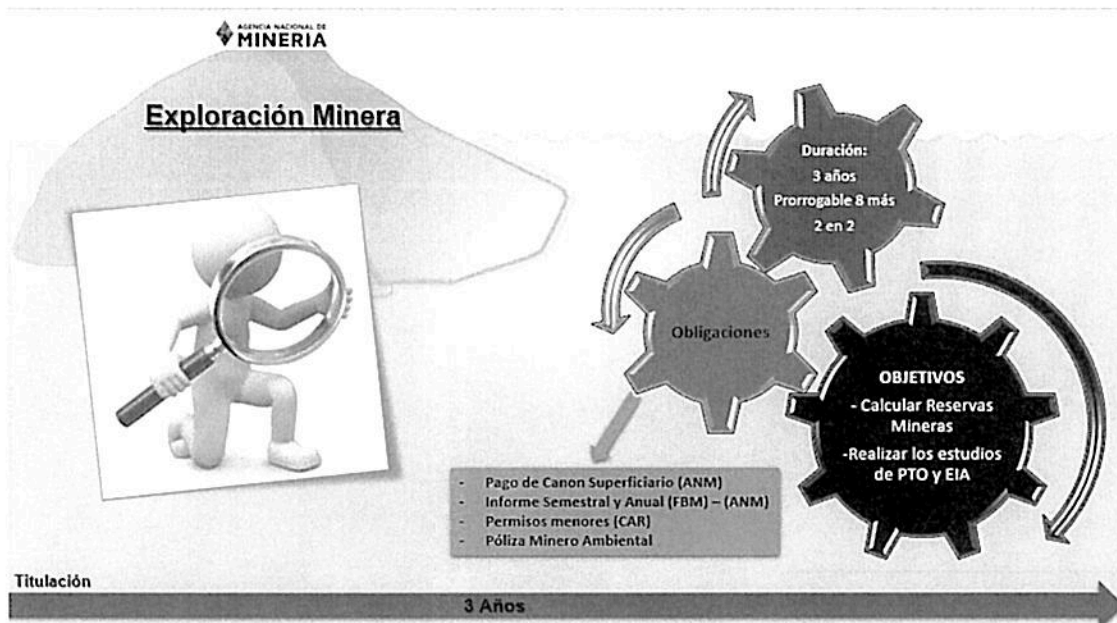 AGENCIA NACIONAL DE
MINERIA
Exploración Minera
Duración:
3 años
Prorrogable 8 más
2 en 2
Obligaciones
OBJETIVOS
- Calcular Reservas
Mineras
-Realizar los estudios
de PTO y EIA
- Pago de Canon Superficiario (ANM)
- Informe Semestral y Anual (FBM) – (ANM)
- Permisos menores (CAR)
- Póliza Minero Ambiental
Titulación
3 Años